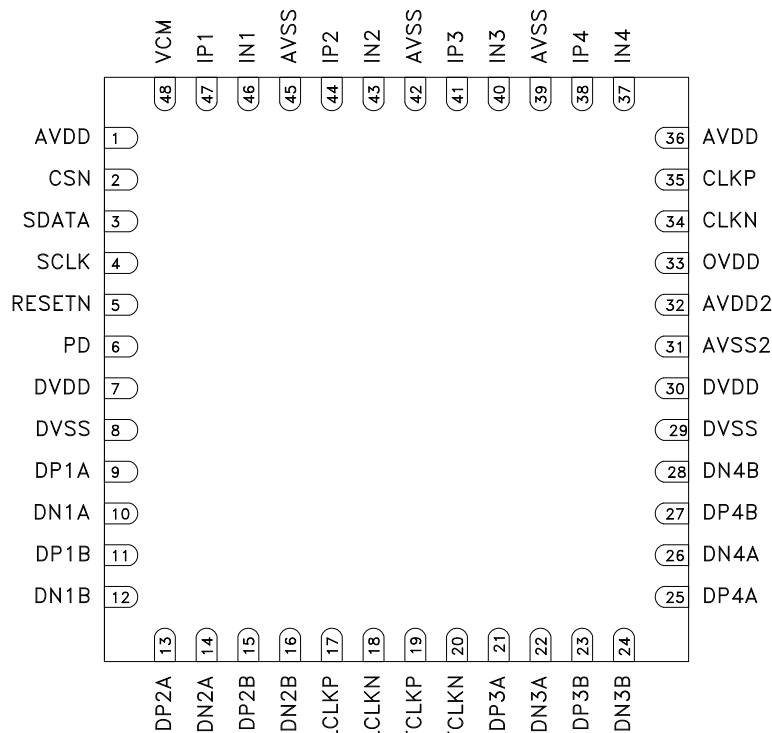 VCM
IP1
IN1
AVSS
IP2
IN2
AVSS
IP3
IN3
AVSS
IP4
IN4
48
47
46
45
44
43
42
41
40
39
38
37
AVDD 1
CSN 2
SDATA 3
SCLK 4
RESETN 5
PD 6
DVDD 7
DVSS 8
DP1A 9
DN1A 10
DP1B 11
DN1B 12
36 AVDD
35 CLKP
34 CLKN
33 OVDD
32 AVDD2
31 AVSS2
30 DVDD
29 DVSS
28 DN4B
27 DP4B
26 DN4A
25 DP4A
13
14
15
16
17
18
19
20
21
22
23
24
DP2A
DN2A
DP2B
DN2B
LCLKP
LCLKN
FCLKP
FCLKN
DP3A
DN3A
DP3B
DN3B